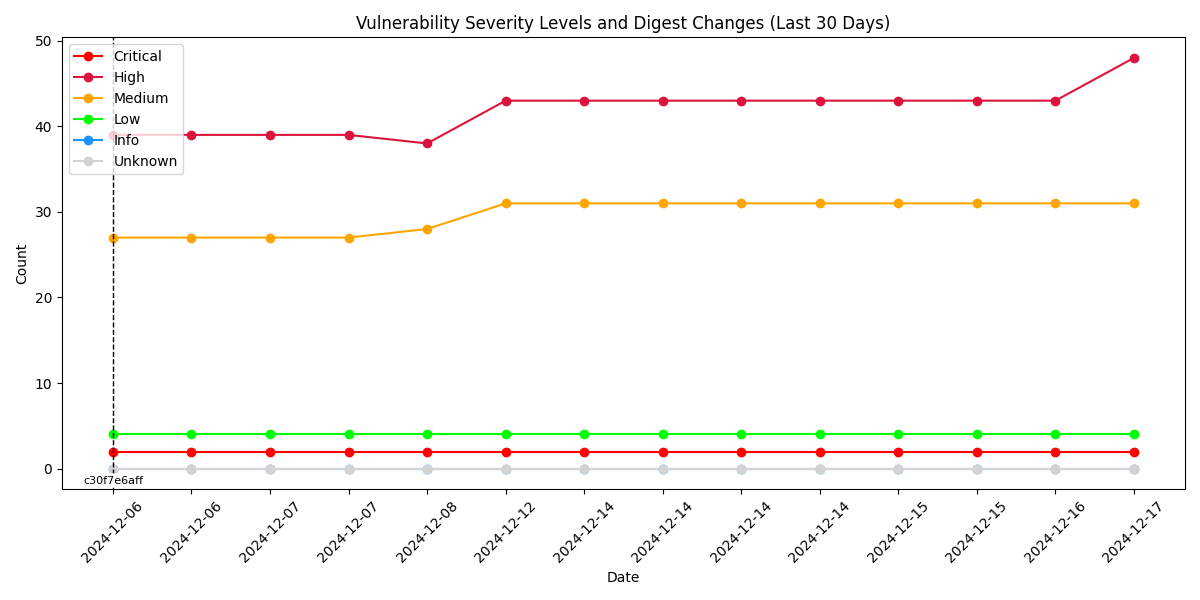 Vulnerability Severity Levels and Digest Changes (Last 30 Days)
Critical
High
Medium
Low
Info
Unknown
50
40
30
20
10
0
Count
c30f7e6aff
2024-12-06
2024-12-06
2024-12-07
2024-12-07
2024-12-08
2024-12-12
2024-12-14
2024-12-14
2024-12-14
2024-12-14
2024-12-15
2024-12-15
2024-12-16
2024-12-17
Date